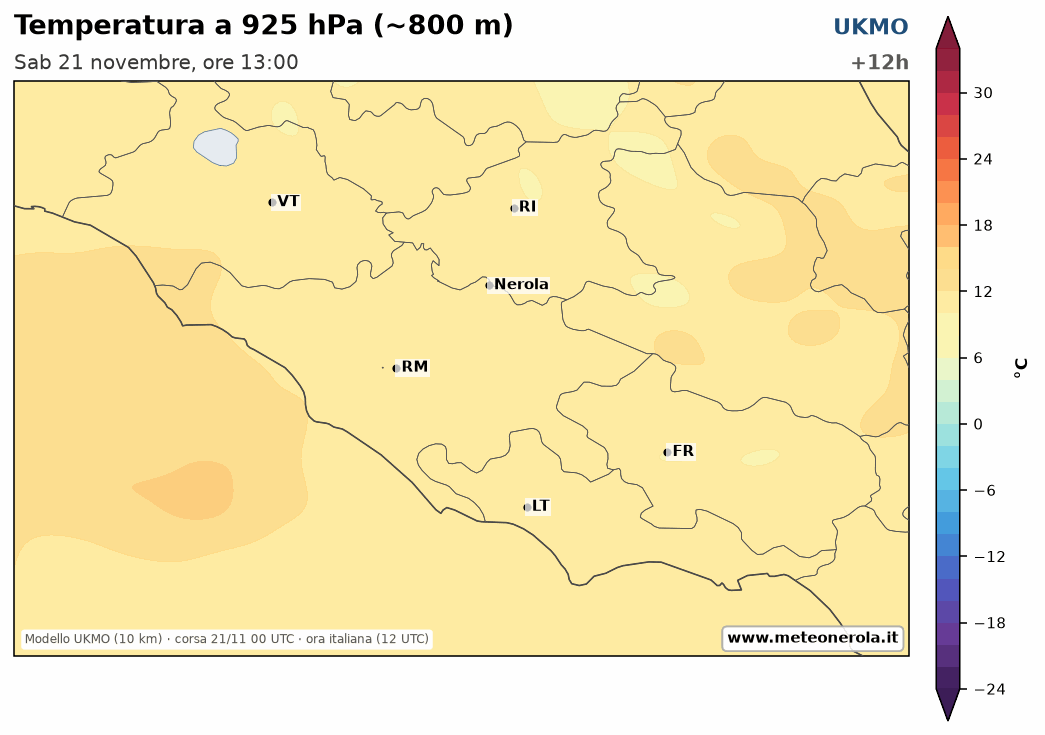 Temperatura a 925 hPa (~800 m)
UKMO
Sab 21 novembre, ore 13:00
+12h
VT
RI
Nerola
RM
FR
LT
30
24
18
12
6
0
−6
−12
−18
−24
°C
Modello UKMO (10 km) · corsa 21/11 00 UTC · ora italiana (12 UTC)
www.meteonerola.it